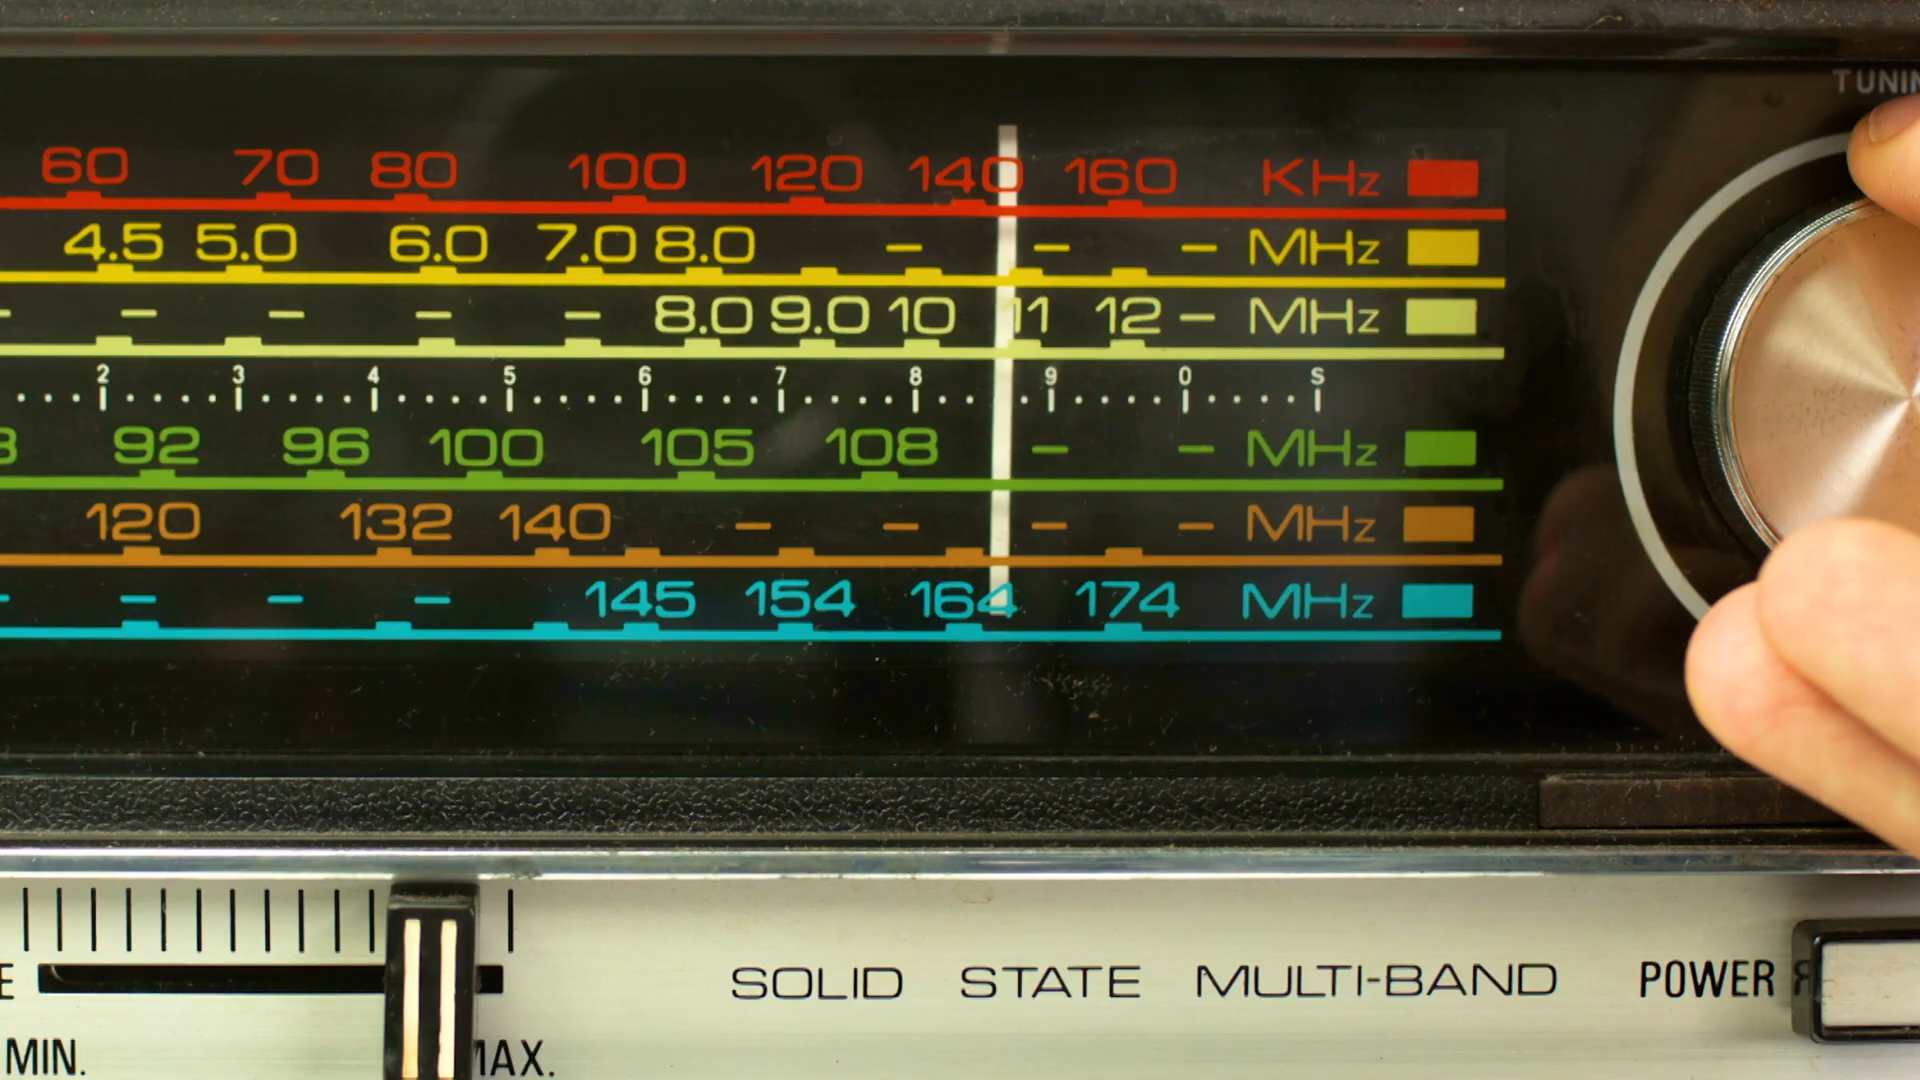 TUNIN
60 70 80 100 120 140 160 KHz
4.5 5.0 6.0 7.0 8.0 – – – MHz
– – – – – 8.0 9.0 10 11 12 – MHz
2 3 4 5 6 7 8 9 0 S
92 96 100 105 108 – – MHz
120 132 140 – – – – MHz
– – – – 145 154 164 174 MHz
E SOLID STATE MULTI-BAND POWER
MIN. MAX.